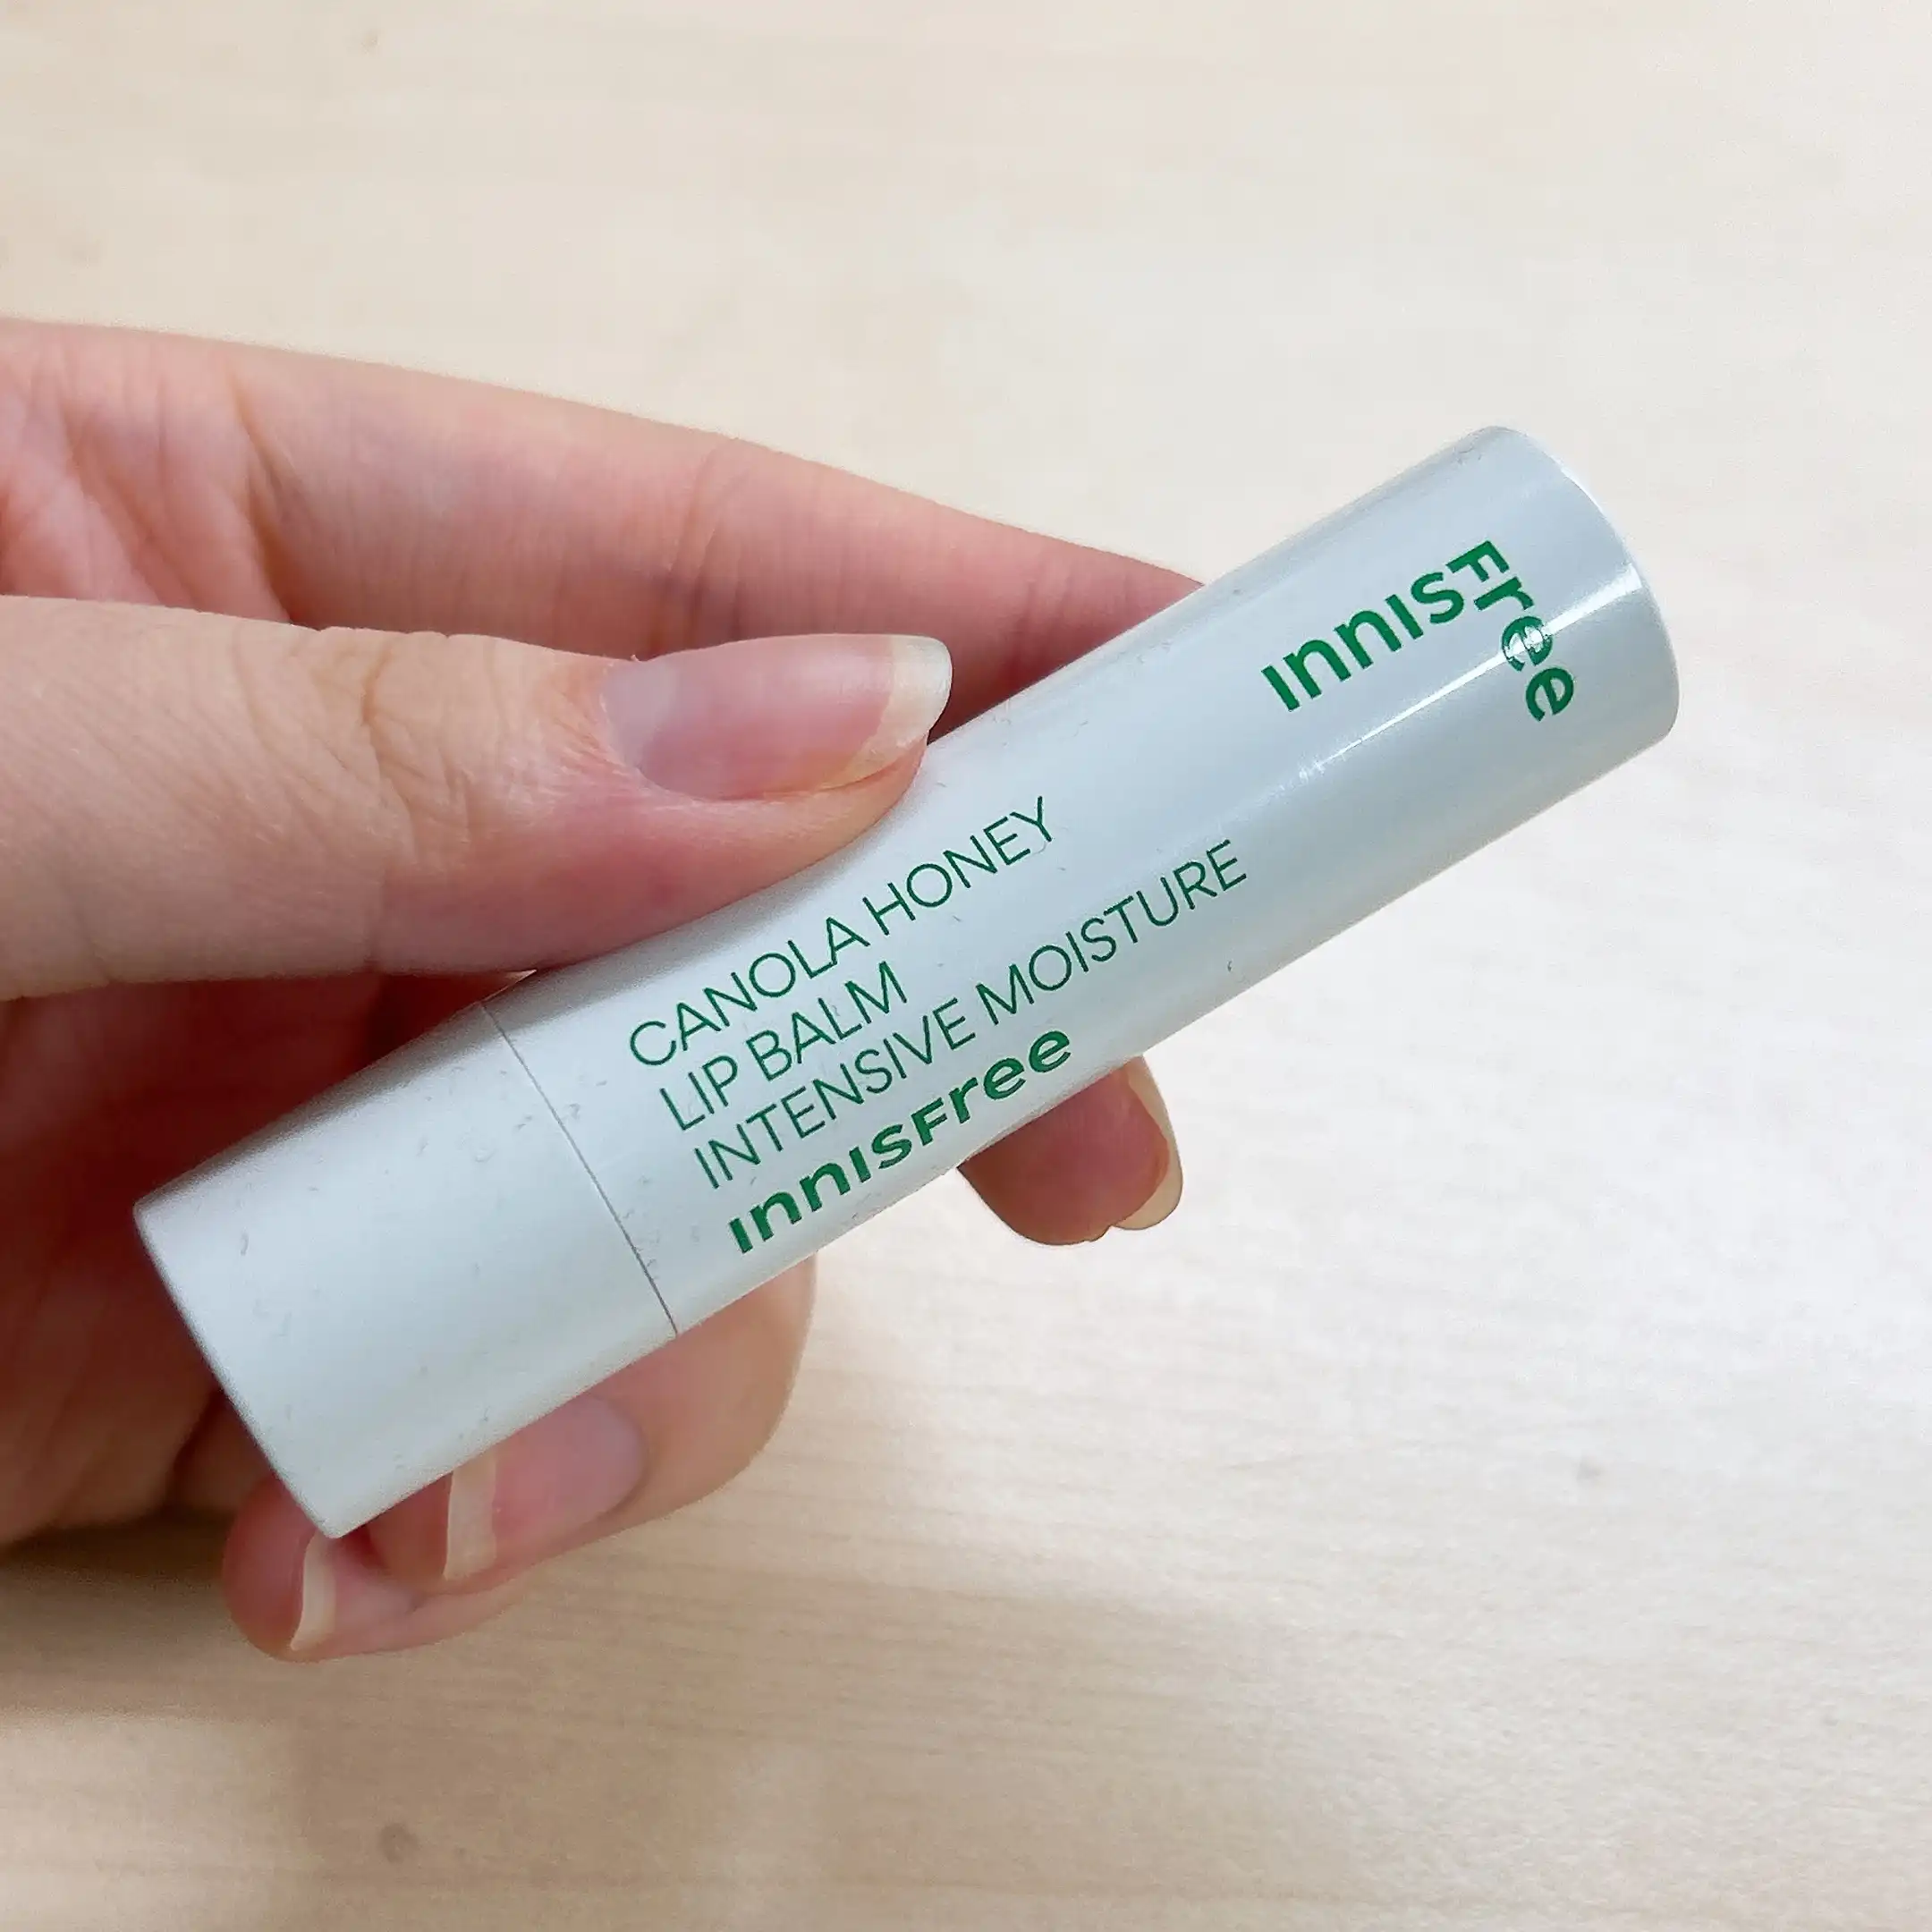 INNISFree
CANOLA HONEY
LIP BALM
INTENSIVE MOISTURE
INNISFree